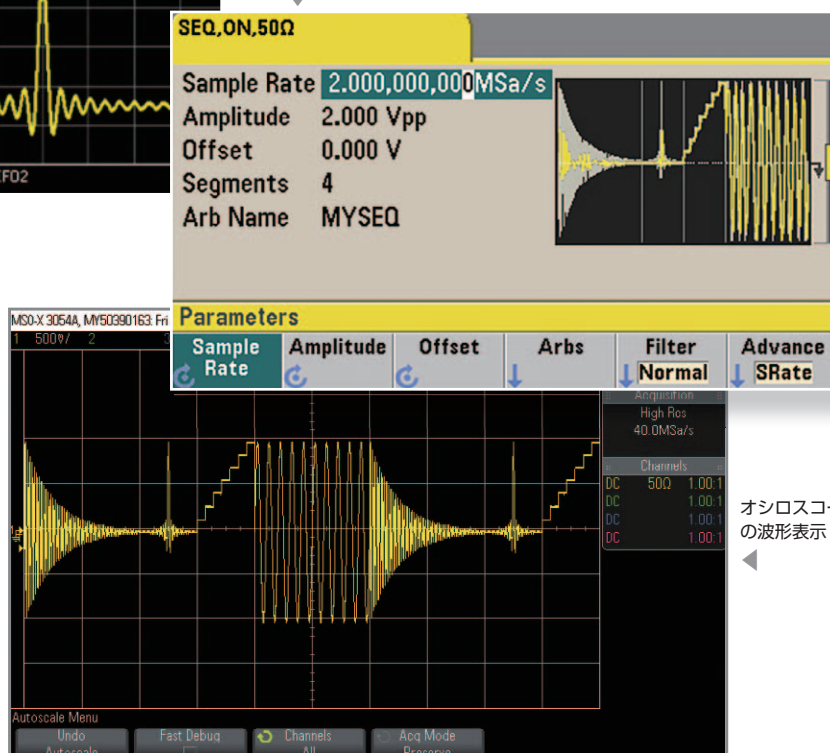 SEQ,ON,50Ω
Sample Rate 2.000,000,000MSa/s
Amplitude 2.000 Vpp
Offset 0.000 V
Segments 4
Arb Name MYSEQ
Parameters
Sample Rate
Amplitude
Offset
Arbs
Filter
Normal
Advance
SRate
MSO-X 3054A, MY50390163: Fri
1 500V/ 2
Acquisition
High Res
40.0MSa/s
Channels
DC 50Ω 1.00:1
DC 1.00:1
DC 1.00:1
DC 1.00:1
オシロスコー
の波形表示
Autoscale Menu
Undo
Autoscale
Fast Debug
Channels
All
Acq Mode
Preserve